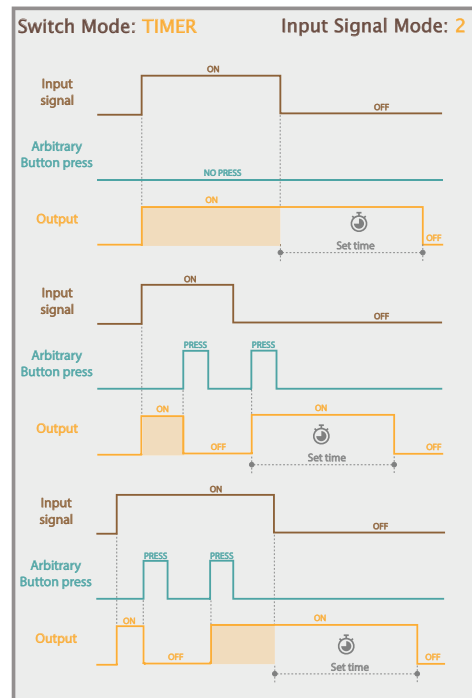 Switch Mode: TIMER
Input Signal Mode: 2
ON
Input
signal
OFF
Arbitrary
Button press
NO PRESS
ON
Output
Set time
OFF
ON
Input
signal
OFF
PRESS
PRESS
Arbitrary
Button press
ON
ON
Output
OFF
OFF
Set time
ON
Input
signal
OFF
PRESS
PRESS
Arbitrary
Button press
ON
ON
Output
OFF
OFF
Set time